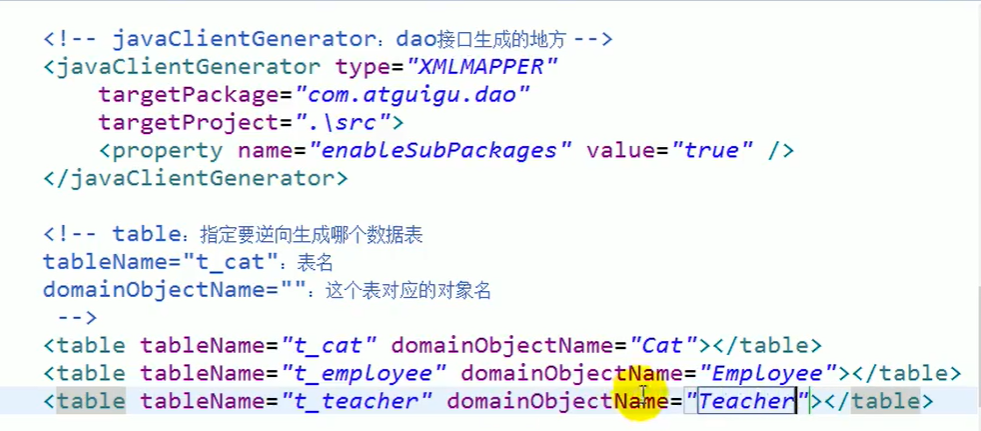 <!-- javaClientGenerator：dao接口生成的地方 -->
<javaClientGenerator type="XMLMAPPER"
targetPackage="com.atguigu.dao"
targetProject=".\src">
<property name="enableSubPackages" value="true" />
</javaClientGenerator>
<!-- table：指定要逆向生成哪个数据表
tableName="t_cat"：表名
domainObjectName=""：这个表对应的对象名
-->
<table tableName="t_cat" domainObjectName="Cat"></table>
<table tableName="t_employee" domainObjectName="Employee"></table>
<table tableName="t_teacher" domainObjectName="Teacher"></table>